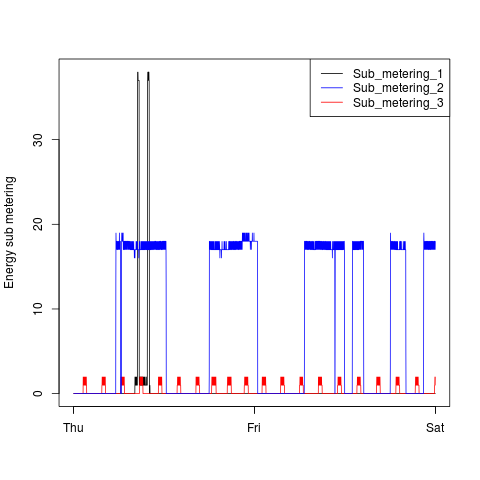 Sub_metering_1
Sub_metering_2
Sub_metering_3
Energy sub metering
30
20
10
0
Thu Fri Sat